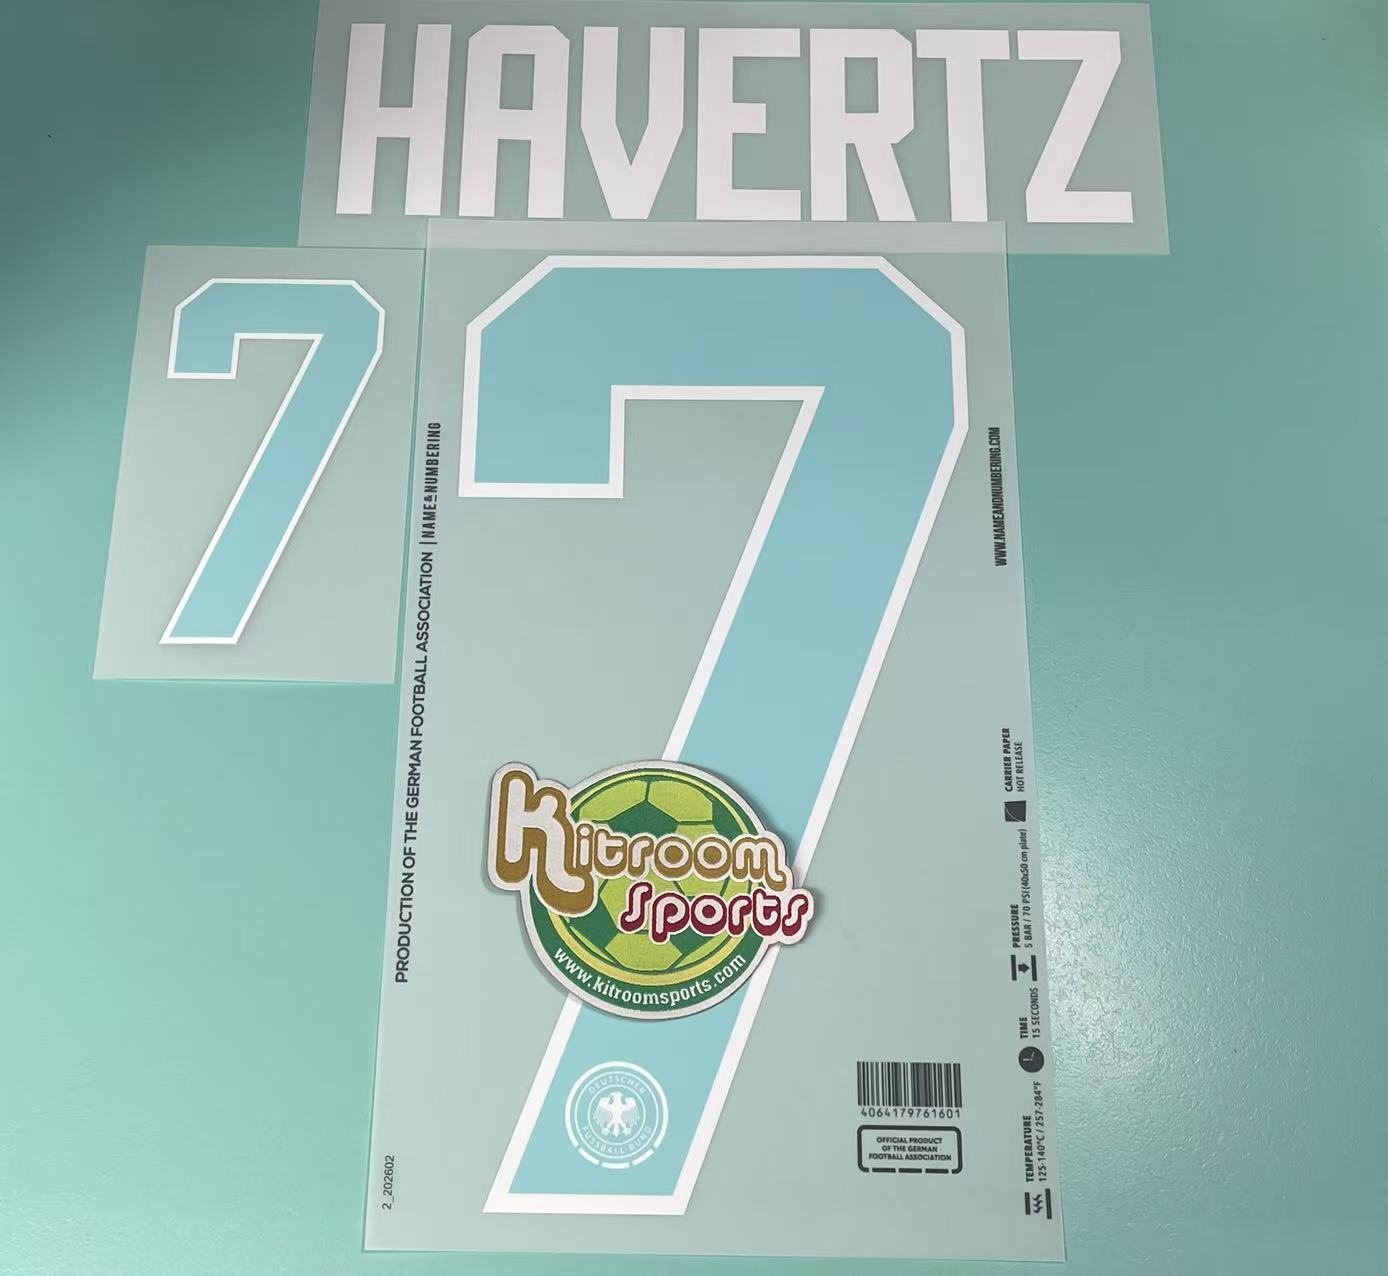 HAVERTZ
7
7
PRODUCTION OF THE GERMAN FOOTBALL ASSOCIATION | NAME&NUMBERING
WWW.NAMEANDNUMBERING.COM
CARRIER PAPER
HOT RELEASE
PRESSURE
5 BAR / 70 PSI (40x50 cm plate)
TIME
15 SECONDS
TEMPERATURE
125-140°C / 257-284°F
Kitroom
Sports
www.kitroomsports.com
DEUTSCHER
FUSSBALL-BUND
4064179761601
OFFICIAL PRODUCT
OF THE GERMAN
FOOTBALL ASSOCIATION
2_202602